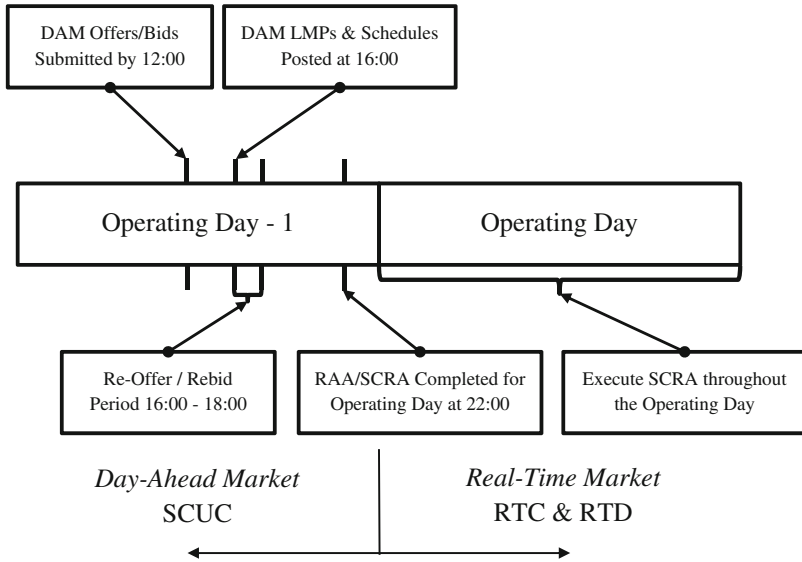 DAM Offers/Bids
Submitted by 12:00
DAM LMPs & Schedules
Posted at 16:00
Operating Day - 1
Operating Day
Re-Offer / Rebid
Period 16:00 - 18:00
RAA/SCRA Completed for
Operating Day at 22:00
Execute SCRA throughout
the Operating Day
Day-Ahead Market
SCUC
Real-Time Market
RTC & RTD